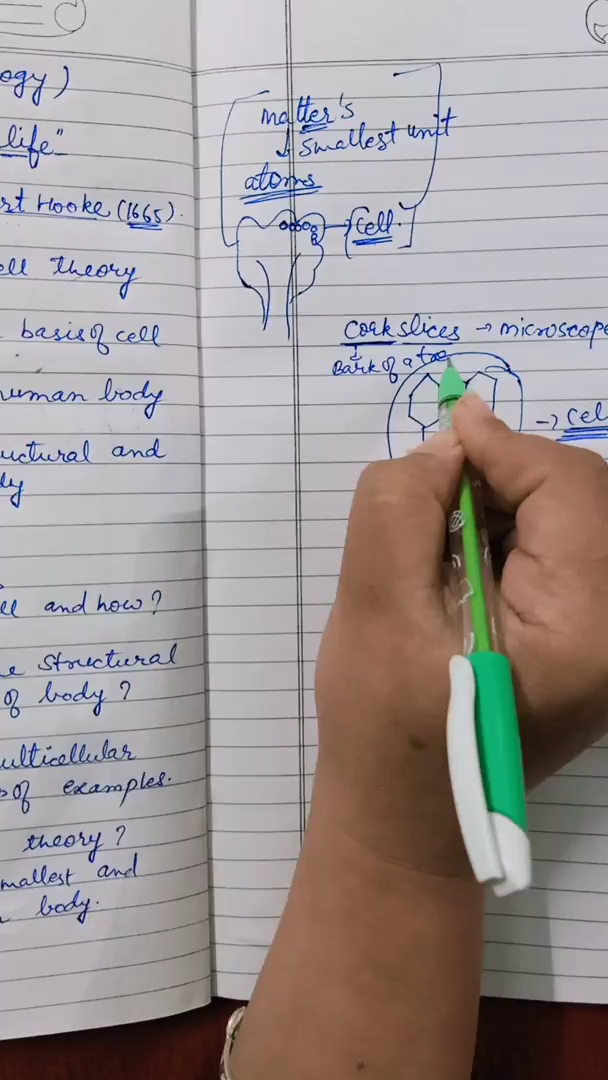 ogy)
life"
rt Hooke (1665).
ell theory
basis of cell
human body
uctural and
dy
ell and how?
e structural
of body?
ulticellular
of examples.
theory?
mallest and
body.
matter's
↓ Smallest unit
atoms
→ [Cell.]
Cork slices → microscope
Bark of a tree
→ Cel